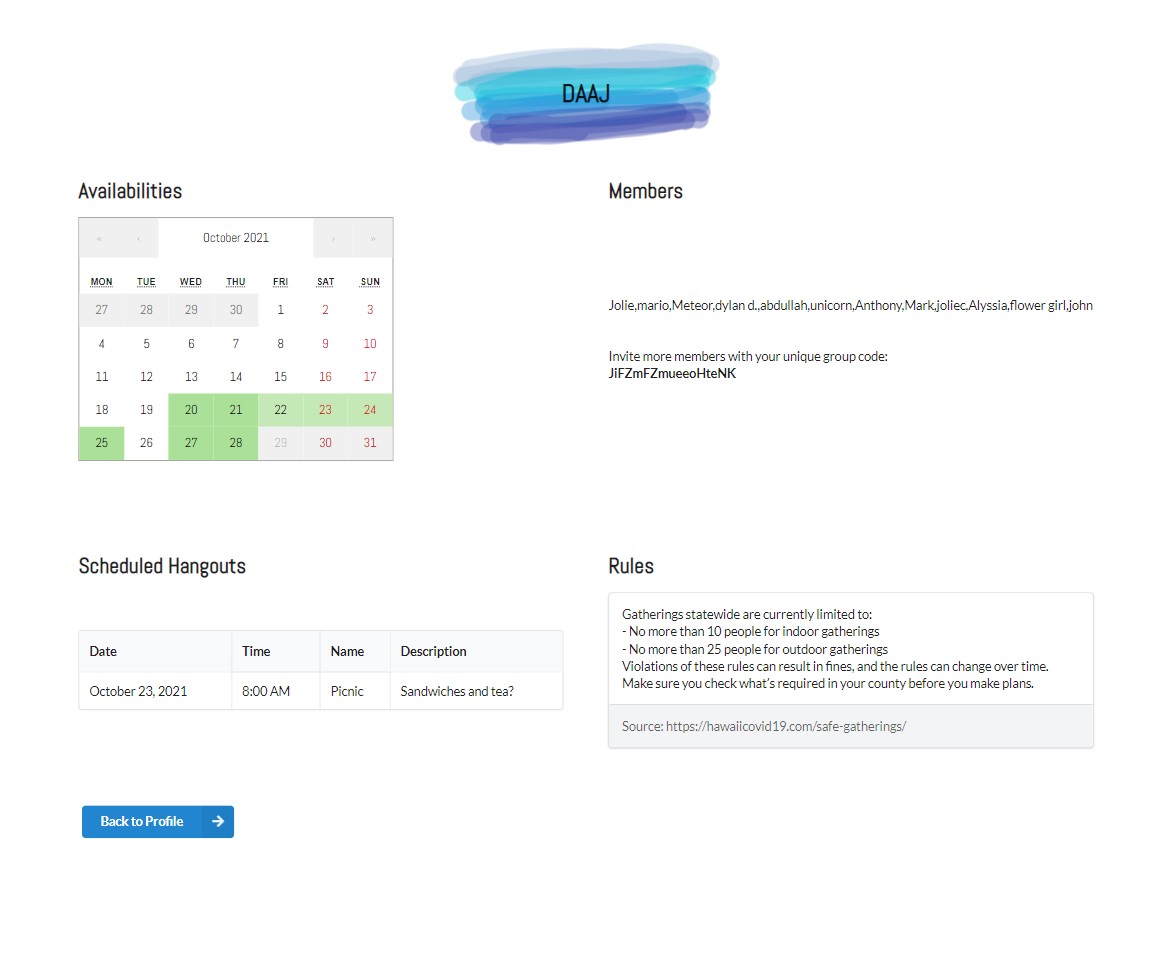 DAAJ
Availabilities
« ‹ October 2021 › »
MON TUE WED THU FRI SAT SUN
27 28 29 30 1 2 3
4 5 6 7 8 9 10
11 12 13 14 15 16 17
18 19 20 21 22 23 24
25 26 27 28 29 30 31
Members
Jolie,mario,Meteor,dylan d.,abdullah,unicorn,Anthony,Mark,joliec,Alyssia,flower girl,john
Invite more members with your unique group code:
JiFZmFZmueeoHteNK
Scheduled Hangouts
Date Time Name Description
October 23, 2021 8:00 AM Picnic Sandwiches and tea?
Rules
Gatherings statewide are currently limited to:
- No more than 10 people for indoor gatherings
- No more than 25 people for outdoor gatherings
Violations of these rules can result in fines, and the rules can change over time.
Make sure you check what's required in your county before you make plans.
Source: https://hawaiicovid19.com/safe-gatherings/
Back to Profile